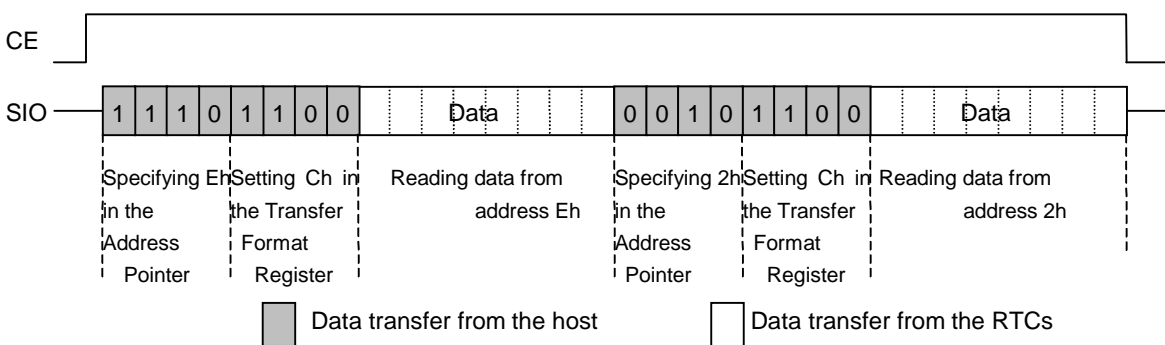 CE
SIO 1 1 1 0 1 1 0 0 Data 0 0 1 0 1 1 0 0 Data
Specifying Eh Setting Ch in Reading data from Specifying 2h Setting Ch in Reading data from
in the the Transfer address Eh in the the Transfer address 2h
Address Format Address Format
Pointer Register Pointer Register
Data transfer from the host Data transfer from the RTCs